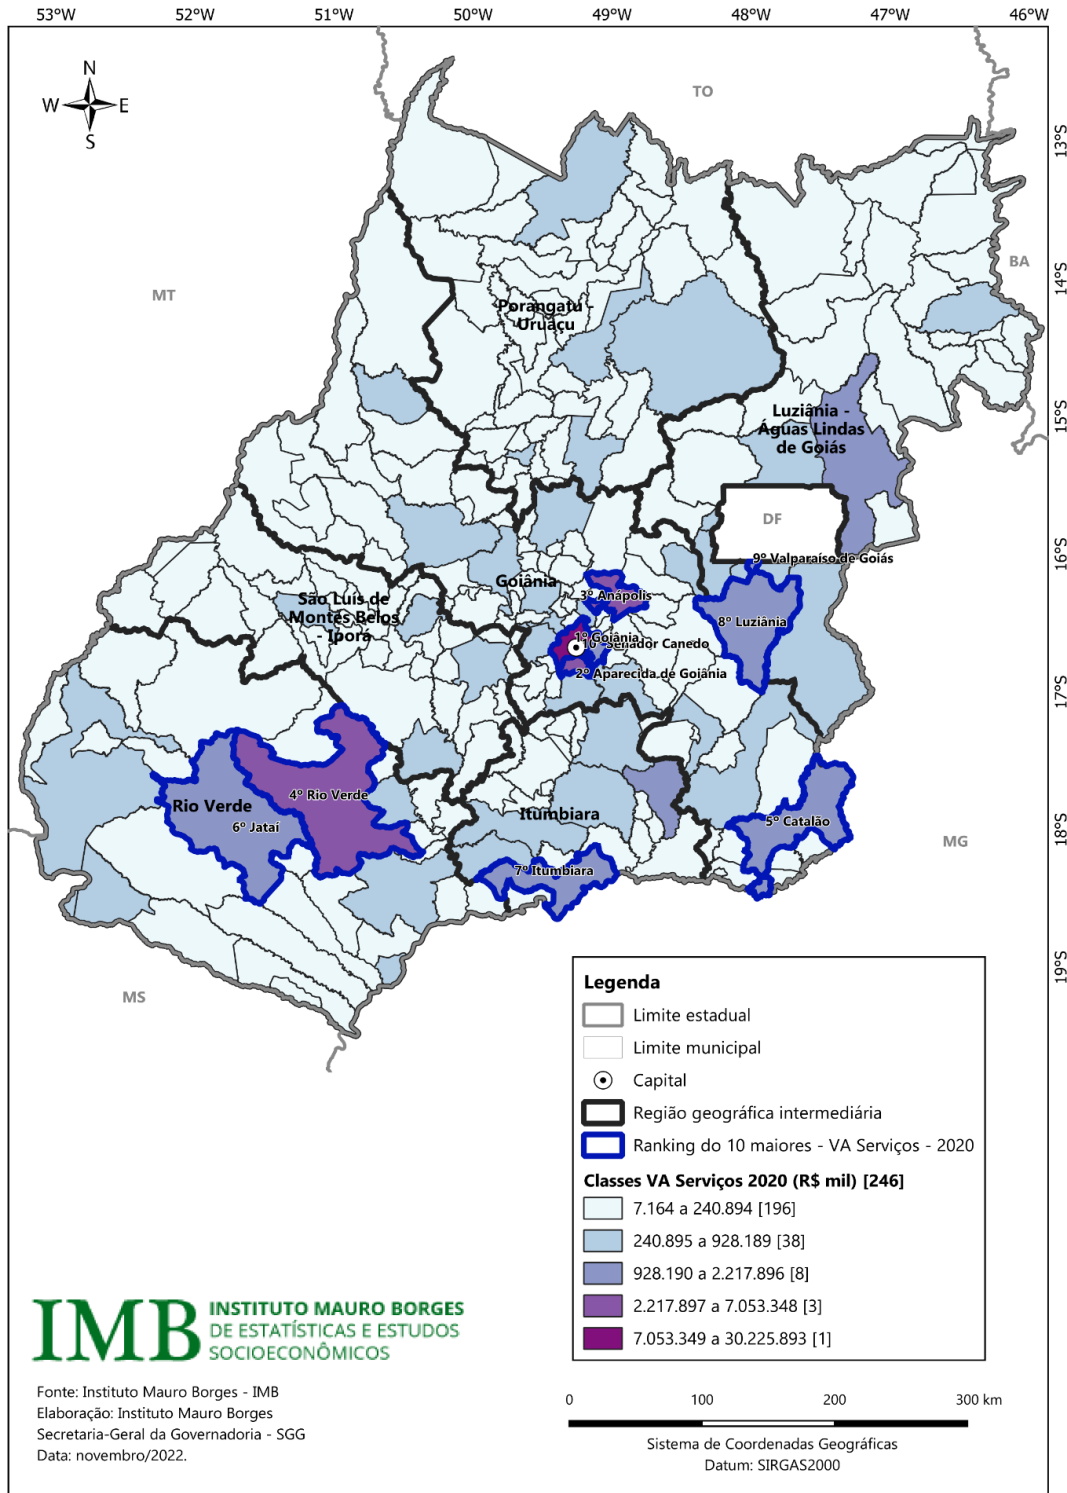 53°W 52°W 51°W 50°W 49°W 48°W 47°W 46°W
N
W E
S
TO
13°S
BA
14°S
MT
Porangatu -
Uruaçu
15°S
Luziânia -
Águas Lindas
de Goiás
DF
16°S
9º Valparaíso de Goiás
Goiânia
3º Anápolis
São Luís de
Montes Belos
- Iporá
8º Luziânia
1º Goiânia
10º Senador Canedo
2º Aparecida de Goiânia
17°S
4º Rio Verde
Rio Verde
6º Jataí
Itumbiara
5º Catalão
18°S
MG
7º Itumbiara
19°S
MS
Legenda
Limite estadual
Limite municipal
Capital
Região geográfica intermediária
Ranking do 10 maiores - VA Serviços - 2020
Classes VA Serviços 2020 (R$ mil) [246]
7.164 a 240.894 [196]
240.895 a 928.189 [38]
928.190 a 2.217.896 [8]
2.217.897 a 7.053.348 [3]
7.053.349 a 30.225.893 [1]
IMB
INSTITUTO MAURO BORGES
DE ESTATÍSTICAS E ESTUDOS
SOCIOECONÔMICOS
Fonte: Instituto Mauro Borges - IMB
Elaboração: Instituto Mauro Borges
Secretaria-Geral da Governadoria - SGG
Data: novembro/2022.
0 100 200 300 km
Sistema de Coordenadas Geográficas
Datum: SIRGAS2000